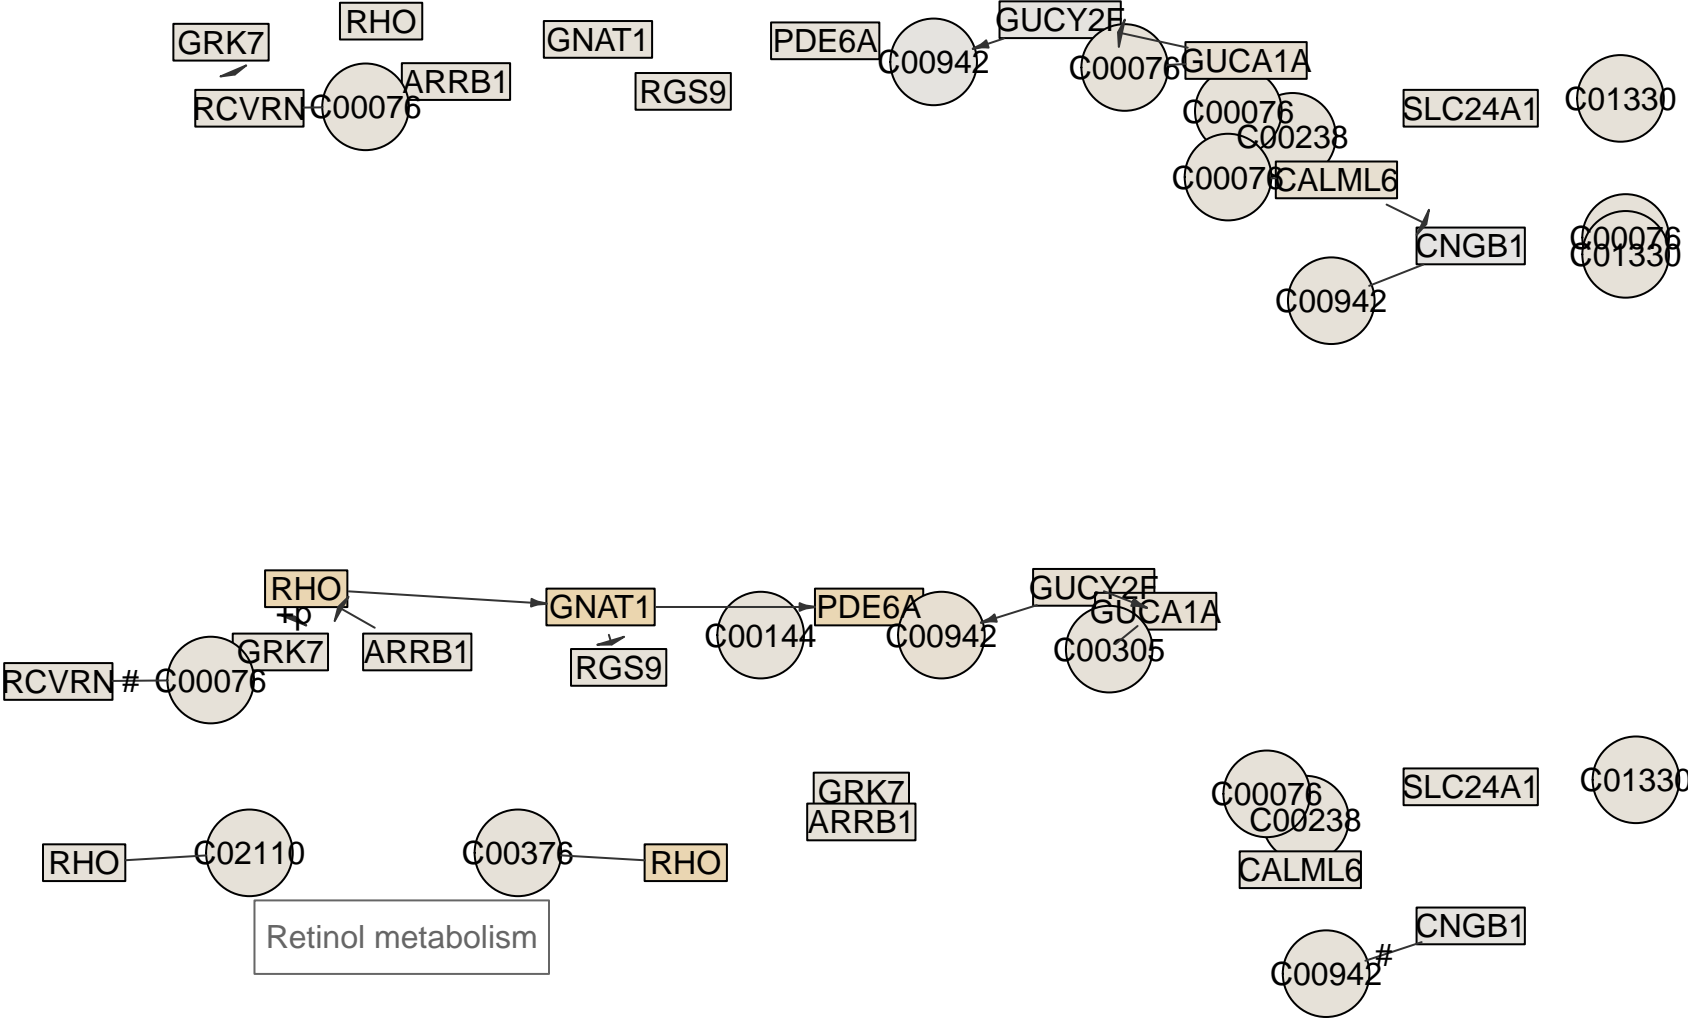 RHO
GRK7
GNAT1
PDE6A
GUCY2F
C00942
C00076
GUCA1A
ARRB1
RGS9
RCVRN
C00076
C00076
C00238
SLC24A1
C01330
C00076
CALML6
CNGB1
C00076
C01330
C00942
RHO
+p
GNAT1
PDE6A
GUCY2F
GUCA1A
GRK7
ARRB1
RGS9
C00144
C00942
C00305
RCVRN
#
C00076
GRK7
ARRB1
C00076
C00238
SLC24A1
C01330
RHO
C02110
C00376
RHO
CALML6
Retinol metabolism
CNGB1
#
C00942